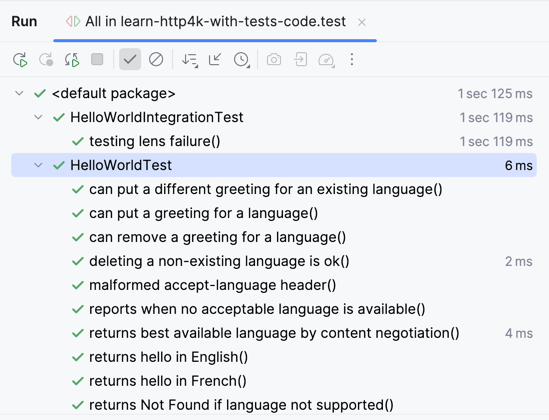 Run All in learn-http4k-with-tests-code.test
<default package> 1 sec 125 ms
HelloWorldIntegrationTest 1 sec 119 ms
testing lens failure() 1 sec 119 ms
HelloWorldTest 6 ms
can put a different greeting for an existing language()
can put a greeting for a language()
can remove a greeting for a language()
deleting a non-existing language is ok() 2 ms
malformed accept-language header()
reports when no acceptable language is available()
returns best available language by content negotiation() 4 ms
returns hello in English()
returns hello in French()
returns Not Found if language not supported()